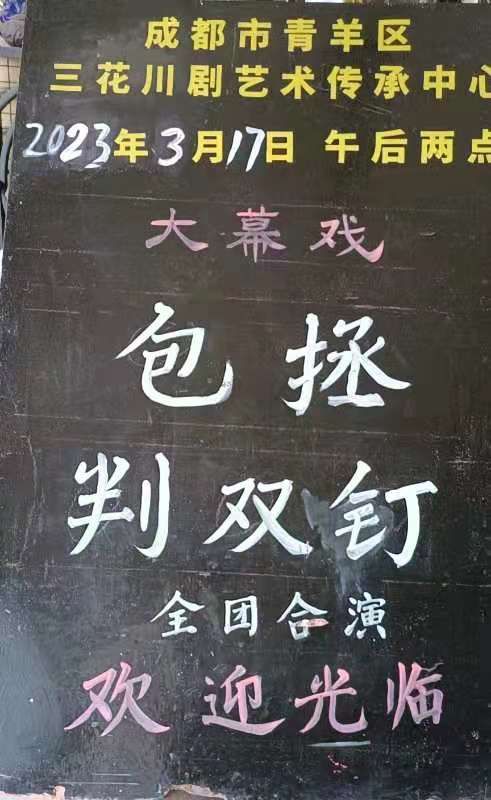 成都市青羊区
三花川剧艺术传承中心
2023年3月17日 午后两点
大幕戏
包拯
判双钉
全团合演
欢迎光临